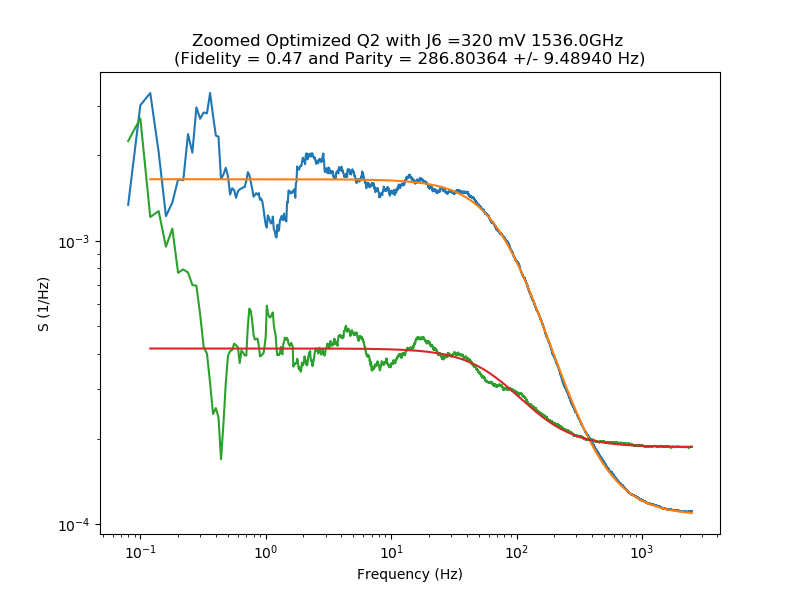 Zoomed Optimized Q2 with J6 =320 mV 1536.0GHz
(Fidelity = 0.47 and Parity = 286.80364 +/- 9.48940 Hz)
S (1/Hz)
10⁻³
10⁻⁴
10⁻¹ 10⁰ 10¹ 10² 10³
Frequency (Hz)